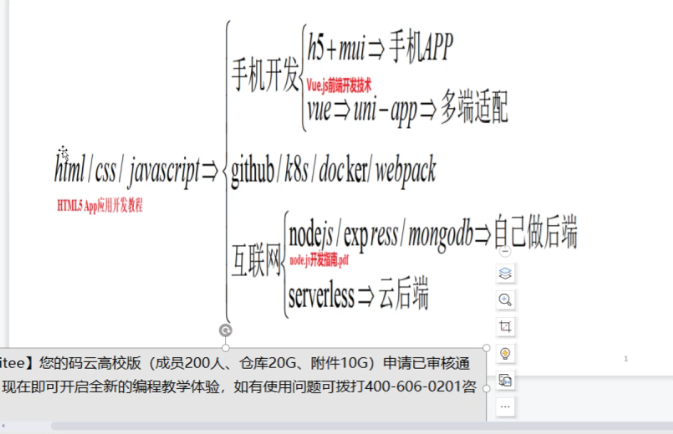 h5+mui⇒手机APP
手机开发
Vue.js前端开发技术
vue⇒uni-app⇒多端适配
html/css/javascript⇒
github/k8s/docker/webpack
HTML5 App应用开发教程
nodejs/express/mongodb⇒自己做后端
互联网
node.js开发指南.pdf
serverless⇒云后端
1
itee】您的码云高校版（成员200人、仓库20G、附件10G）申请已审核通
现在即可开启全新的编程教学体验，如有使用问题可拨打400-606-0201咨